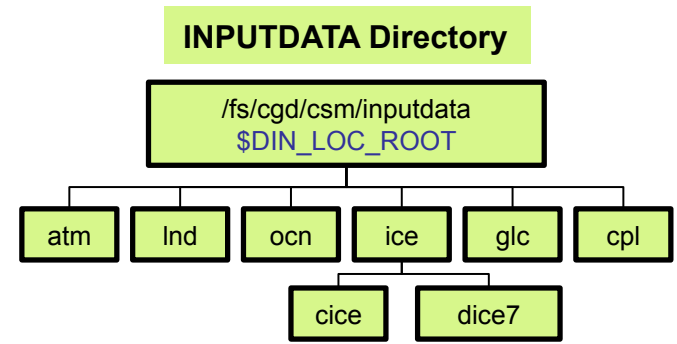 INPUTDATA Directory
/fs/cgd/csm/inputdata
$DIN_LOC_ROOT
atm
lnd
ocn
ice
glc
cpl
cice
dice7